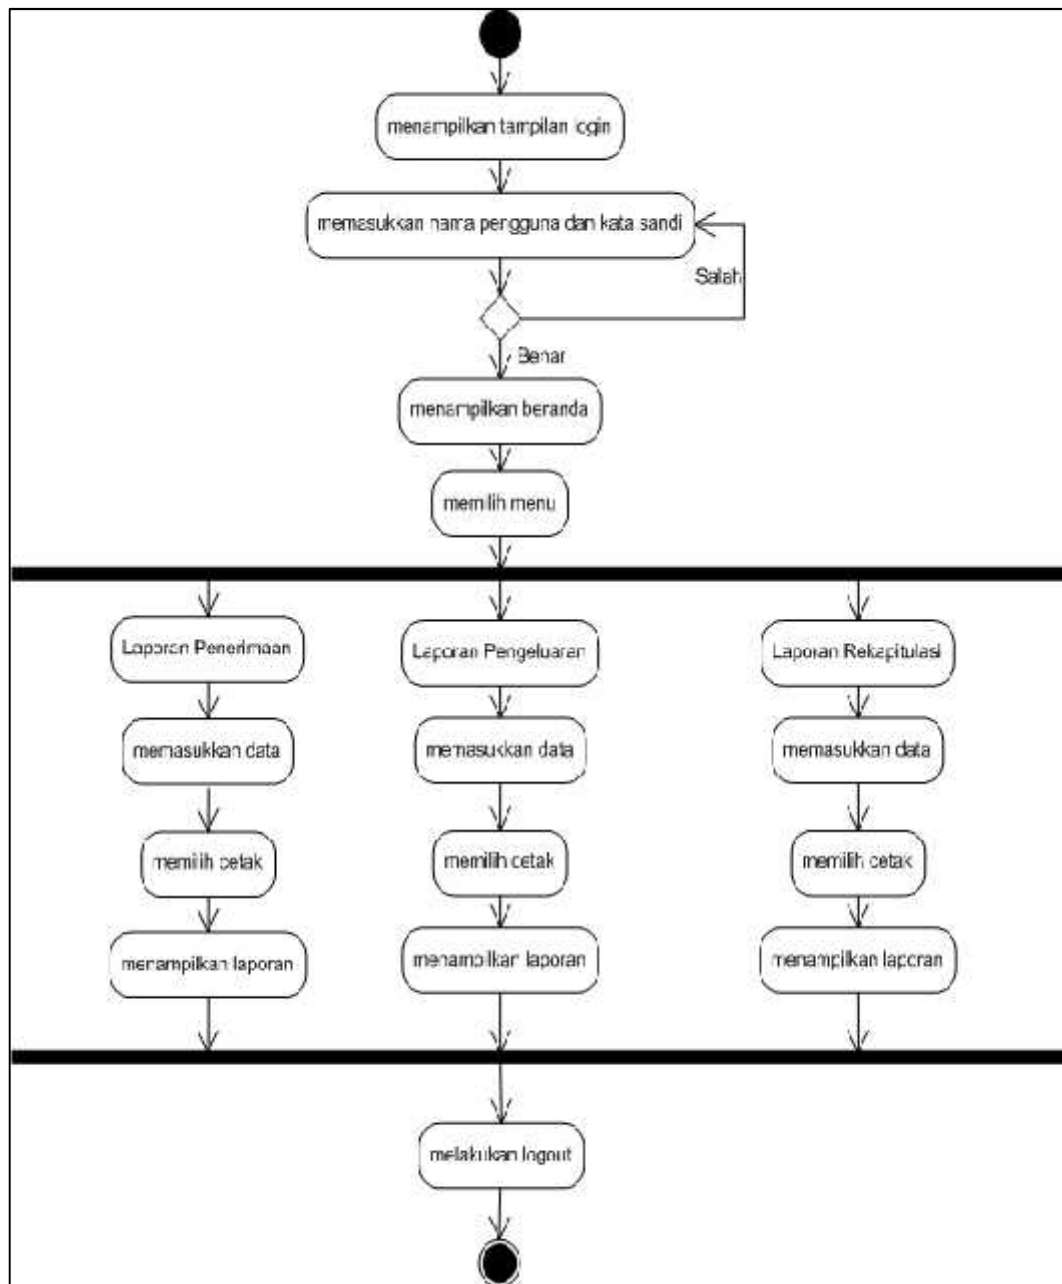 menampilkan tampilan login
memasukkan nama pengguna dan kata sandi
Salah
Benar
menampilkan beranda
memilih menu
Laporan Penerimaan
Laporan Pengeluaran
Laporan Rekapitulasi
memasukkan data
memasukkan data
memasukkan data
memilih cetak
memilih cetak
memilih cetak
menampilkan laporan
menampilkan laporan
menampilkan laporan
melakukan logout